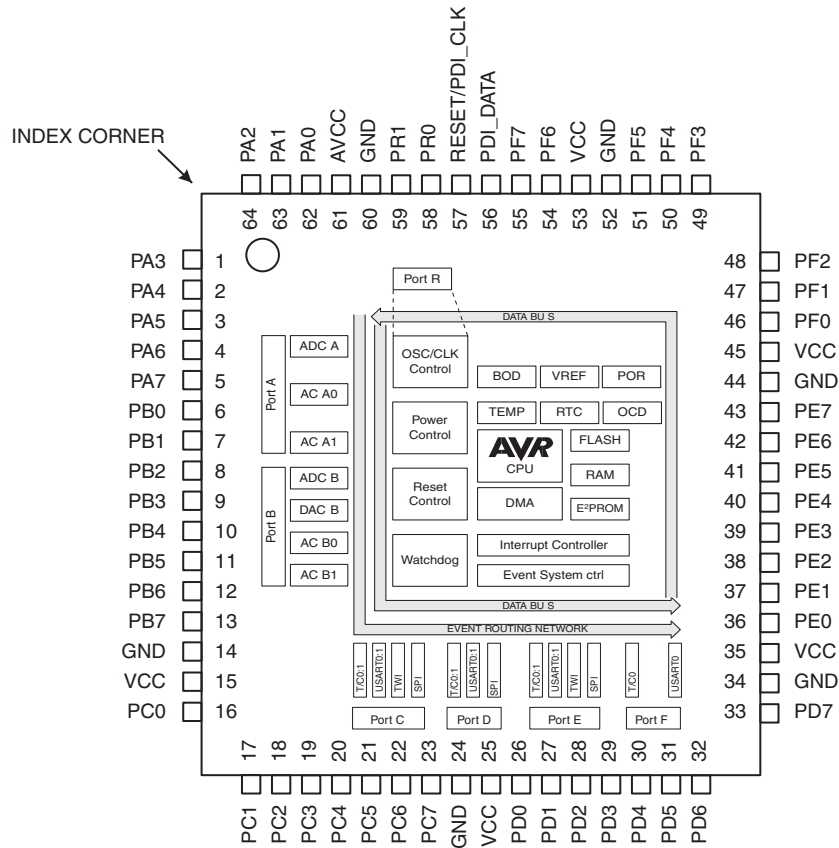 INDEX CORNER
PA2
PA1
PA0
AVCC
GND
PR1
PR0
RESET/PDI_CLK
PDI_DATA
PF7
PF6
VCC
GND
PF5
PF4
PF3
64
63
62
61
60
59
58
57
56
55
54
53
52
51
50
49
PA3 1
PA4 2
PA5 3
PA6 4
PA7 5
PB0 6
PB1 7
PB2 8
PB3 9
PB4 10
PB5 11
PB6 12
PB7 13
GND 14
VCC 15
PC0 16
Port R
DATA BU S
OSC/CLK
Control
Power
Control
Reset
Control
Watchdog
Port A
ADC A
AC A0
AC A1
Port B
ADC B
DAC B
AC B0
AC B1
BOD
VREF
POR
TEMP
RTC
OCD
AVR
CPU
FLASH
RAM
DMA
E²PROM
Interrupt Controller
Event System ctrl
DATA BU S
EVENT ROUTING NETWORK
T/C0:1
USART0:1
TWI
SPI
T/C0:1
USART0:1
SPI
T/C0:1
USART0:1
TWI
SPI
T/C0
USART0
Port C
Port D
Port E
Port F
48 PF2
47 PF1
46 PF0
45 VCC
44 GND
43 PE7
42 PE6
41 PE5
40 PE4
39 PE3
38 PE2
37 PE1
36 PE0
35 VCC
34 GND
33 PD7
17
18
19
20
21
22
23
24
25
26
27
28
29
30
31
32
PC1
PC2
PC3
PC4
PC5
PC6
PC7
GND
VCC
PD0
PD1
PD2
PD3
PD4
PD5
PD6